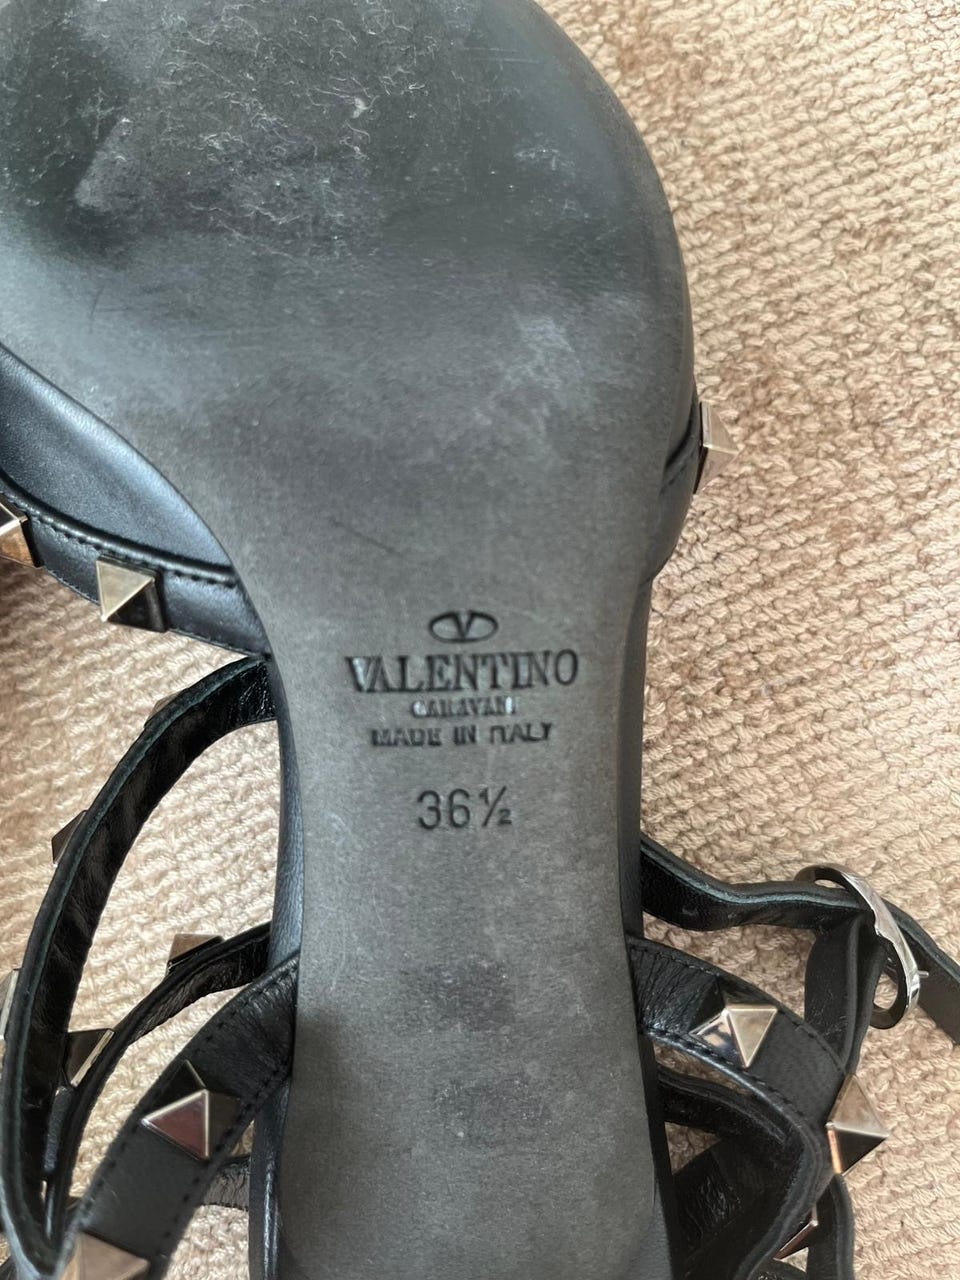 VALENTINO
GARAVANI
MADE IN ITALY
36½